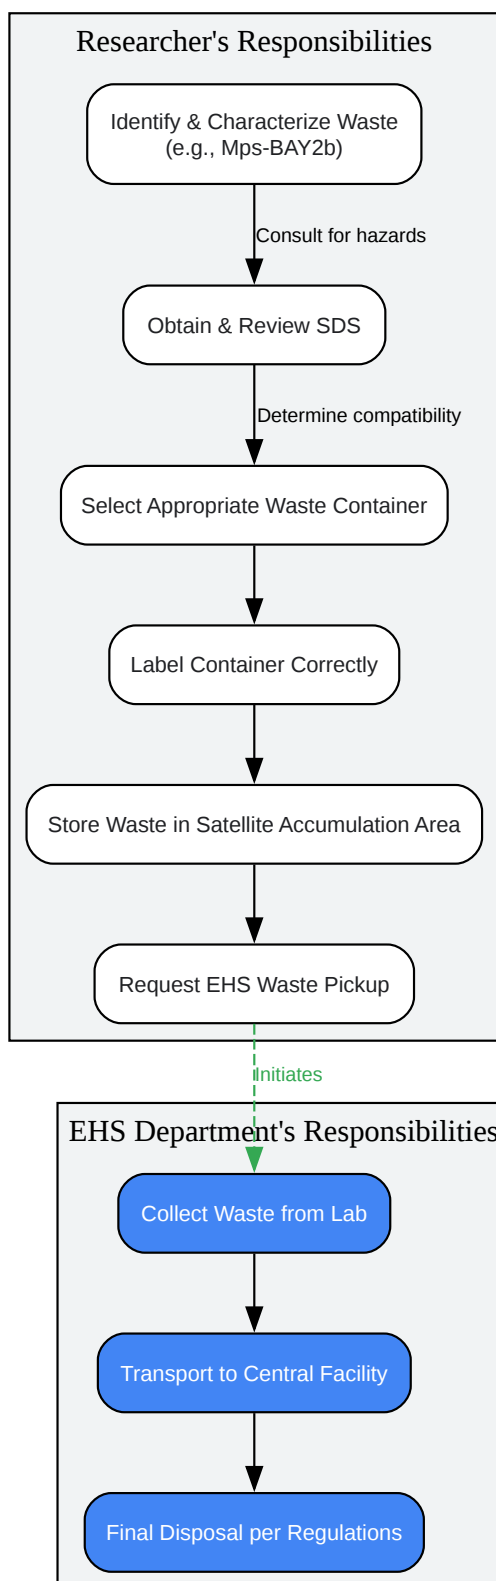 Researcher's Responsibilities
Identify & Characterize Waste
(e.g., Mps-BAY2b)
Consult for hazards
Obtain & Review SDS
Determine compatibility
Select Appropriate Waste Container
Label Container Correctly
Store Waste in Satellite Accumulation Area
Request EHS Waste Pickup
Initiates
EHS Department's Responsibilities
Collect Waste from Lab
Transport to Central Facility
Final Disposal per Regulations